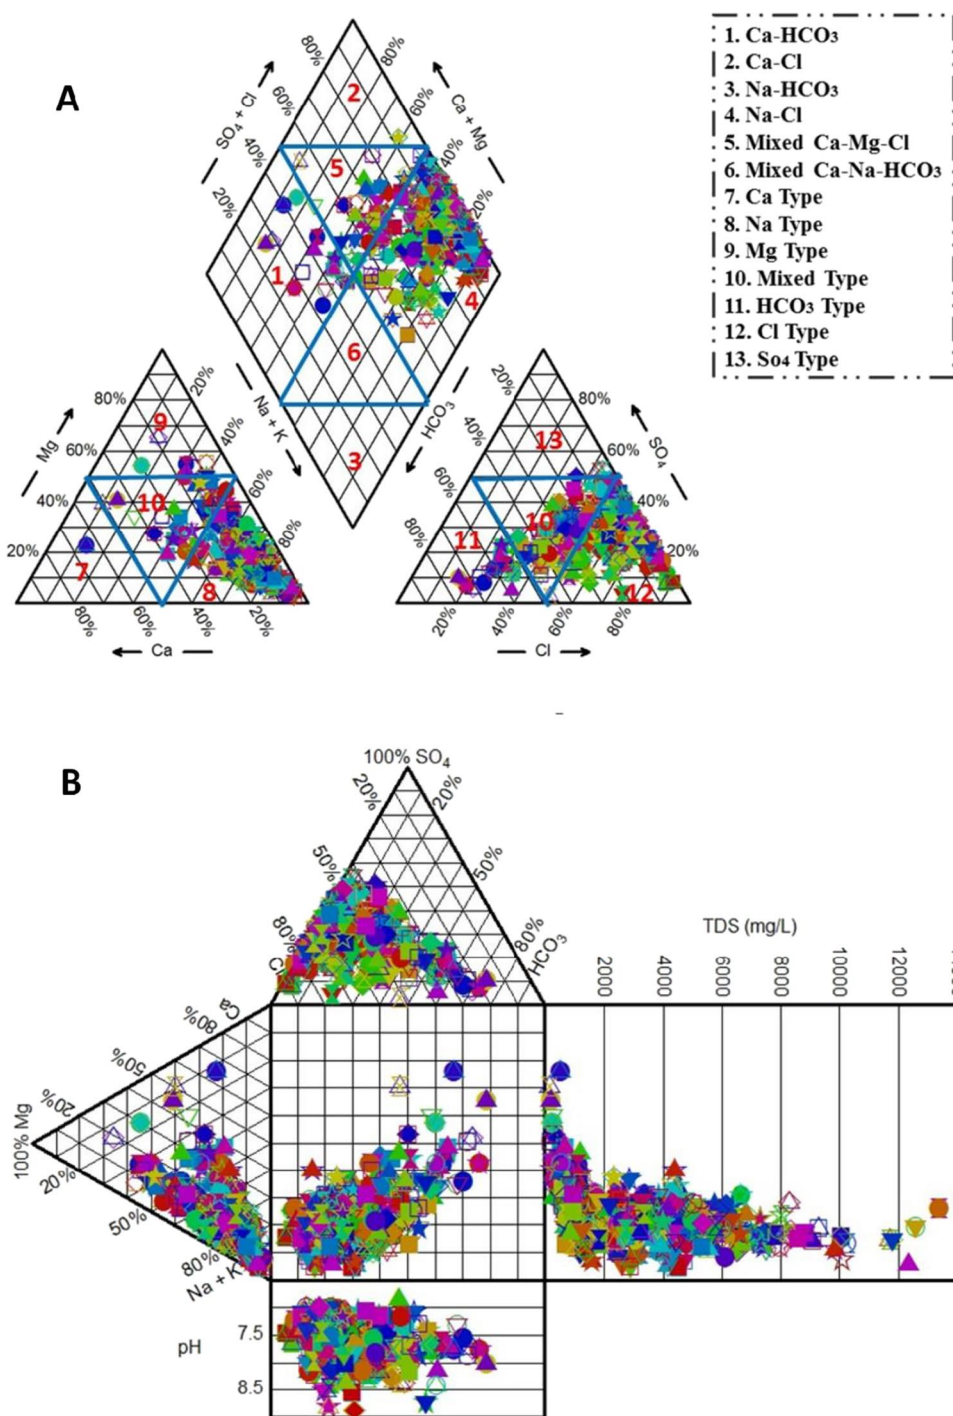 A
80%
80%
60%
60%
SO₄ + Cl
Ca + Mg
40%
40%
20%
20%
2
5
1
4
6
3
Na + K
HCO₃
1. Ca-HCO₃
2. Ca-Cl
3. Na-HCO₃
4. Na-Cl
5. Mixed Ca-Mg-Cl
6. Mixed Ca-Na-HCO₃
7. Ca Type
8. Na Type
9. Mg Type
10. Mixed Type
11. HCO₃ Type
12. Cl Type
13. So₄ Type
80%
20%
Mg
60%
40%
40%
60%
20%
80%
9
10
7
8
80%
60%
40%
20%
Ca
20%
80%
40%
60%
SO₄
40%
80%
20%
13
10
11
12
20%
40%
60%
80%
Cl
B
100% SO₄
20%
20%
50%
50%
80%
80%
Cl
HCO₃
TDS (mg/L)
2000
4000
6000
8000
10000
12000
Ca
80%
50%
20%
100% Mg
20%
50%
80%
Na + K
pH
7.5
8.5